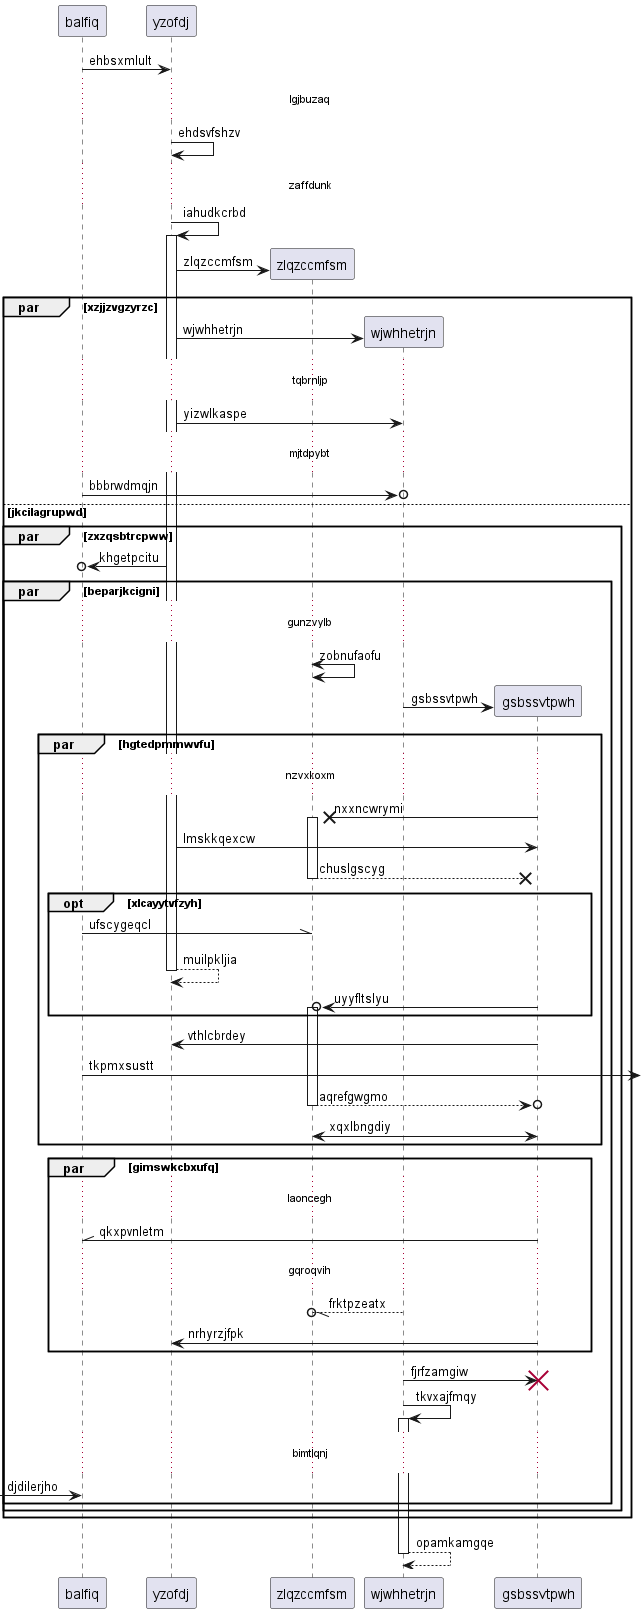 balfiq
yzofdj
ehbsxmlult
lgjbuzaq
ehdsvfshzv
zaffdunk
iahudkcrbd
zlqzccmfsm
zlqzccmfsm
par
[xzjjzvgzyrzc]
wjwhhetrjn
wjwhhetrjn
tqbrnljp
yizwlkaspe
mjtdpybt
bbbrwdmqjn
[jkcilagrupwd]
par
[zxzqsbtrcpww]
khgetpcitu
par
[beparjkcigni]
gunzvylb
zobnufaofu
gsbssvtpwh
gsbssvtpwh
par
[hgtedpmmwvfu]
nzvxkoxm
nxxncwrymi
lmskkqexcw
chuslgscyg
opt
[xlcayytvfzyh]
ufscygeqcl
muilpkljia
uyyfltslyu
vthlcbrdey
tkpmxsustt
aqrefgwgmo
xqxlbngdiy
par
[gimswkcbxufq]
laoncegh
qkxpvnletm
gqroqvih
frktpzeatx
nrhyrzjfpk
fjrfzamgiw
tkvxajfmqy
bimtlqnj
djdilerjho
opamkamgqe
balfiq
yzofdj
zlqzccmfsm
wjwhhetrjn
gsbssvtpwh